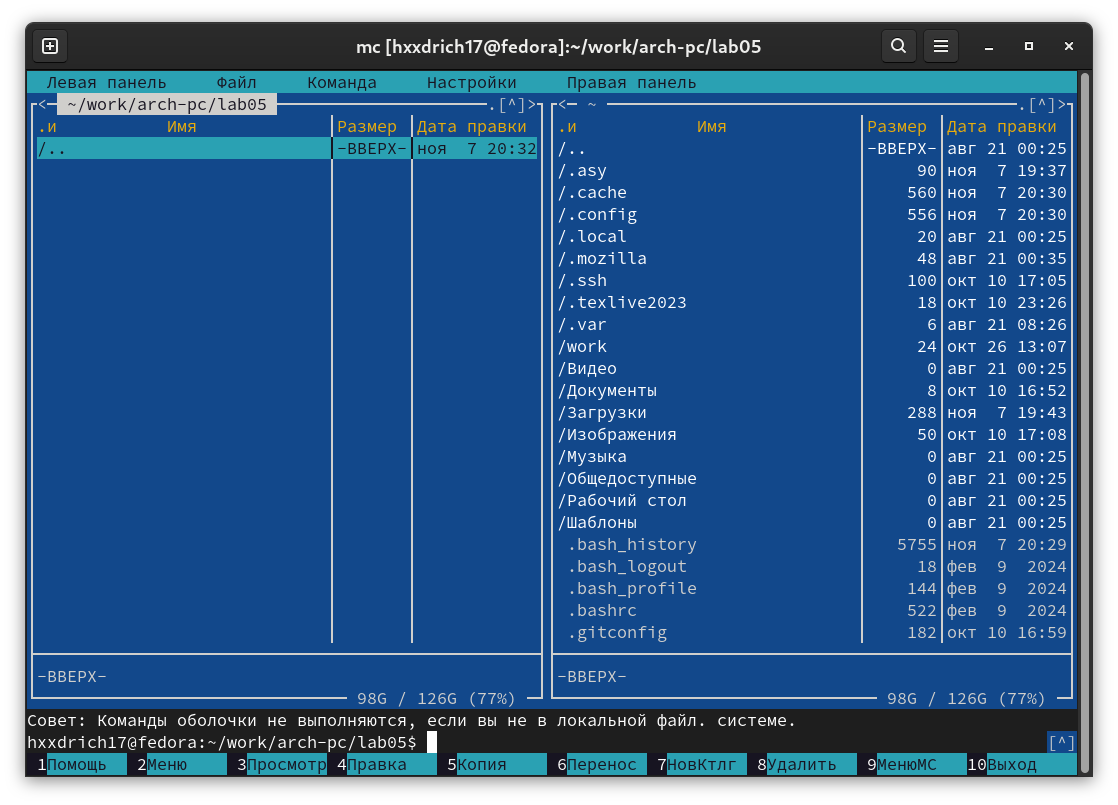 mc [hxxdrich17@fedora]:~/work/arch-pc/lab05
Левая панель Файл Команда Настройки Правая панель
<─ ~/work/arch-pc/lab05 ─.[^]>
.и Имя Размер Дата правки
/.. -ВВЕРХ- ноя 7 20:32
-ВВЕРХ-
98G / 126G (77%)
<─ ~ ─.[^]>
.и Имя Размер Дата правки
/.. -ВВЕРХ- авг 21 00:25
/.asy 90 ноя 7 19:37
/.cache 560 ноя 7 20:30
/.config 556 ноя 7 20:30
/.local 20 авг 21 00:25
/.mozilla 48 авг 21 00:35
/.ssh 100 окт 10 17:05
/.texlive2023 18 окт 10 23:26
/.var 6 авг 21 08:26
/work 24 окт 26 13:07
/Видео 0 авг 21 00:25
/Документы 8 окт 10 16:52
/Загрузки 288 ноя 7 19:43
/Изображения 50 окт 10 17:08
/Музыка 0 авг 21 00:25
/Общедоступные 0 авг 21 00:25
/Рабочий стол 0 авг 21 00:25
/Шаблоны 0 авг 21 00:25
.bash_history 5755 ноя 7 20:29
.bash_logout 18 фев 9 2024
.bash_profile 144 фев 9 2024
.bashrc 522 фев 9 2024
.gitconfig 182 окт 10 16:59
-ВВЕРХ-
98G / 126G (77%)
Совет: Команды оболочки не выполняются, если вы не в локальной файл. системе.
hxxdrich17@fedora:~/work/arch-pc/lab05$ [^]
1Помощь 2Меню 3Просмотр 4Правка 5Копия 6Перенос 7НовКтлг 8Удалить 9МенюMC 10Выход